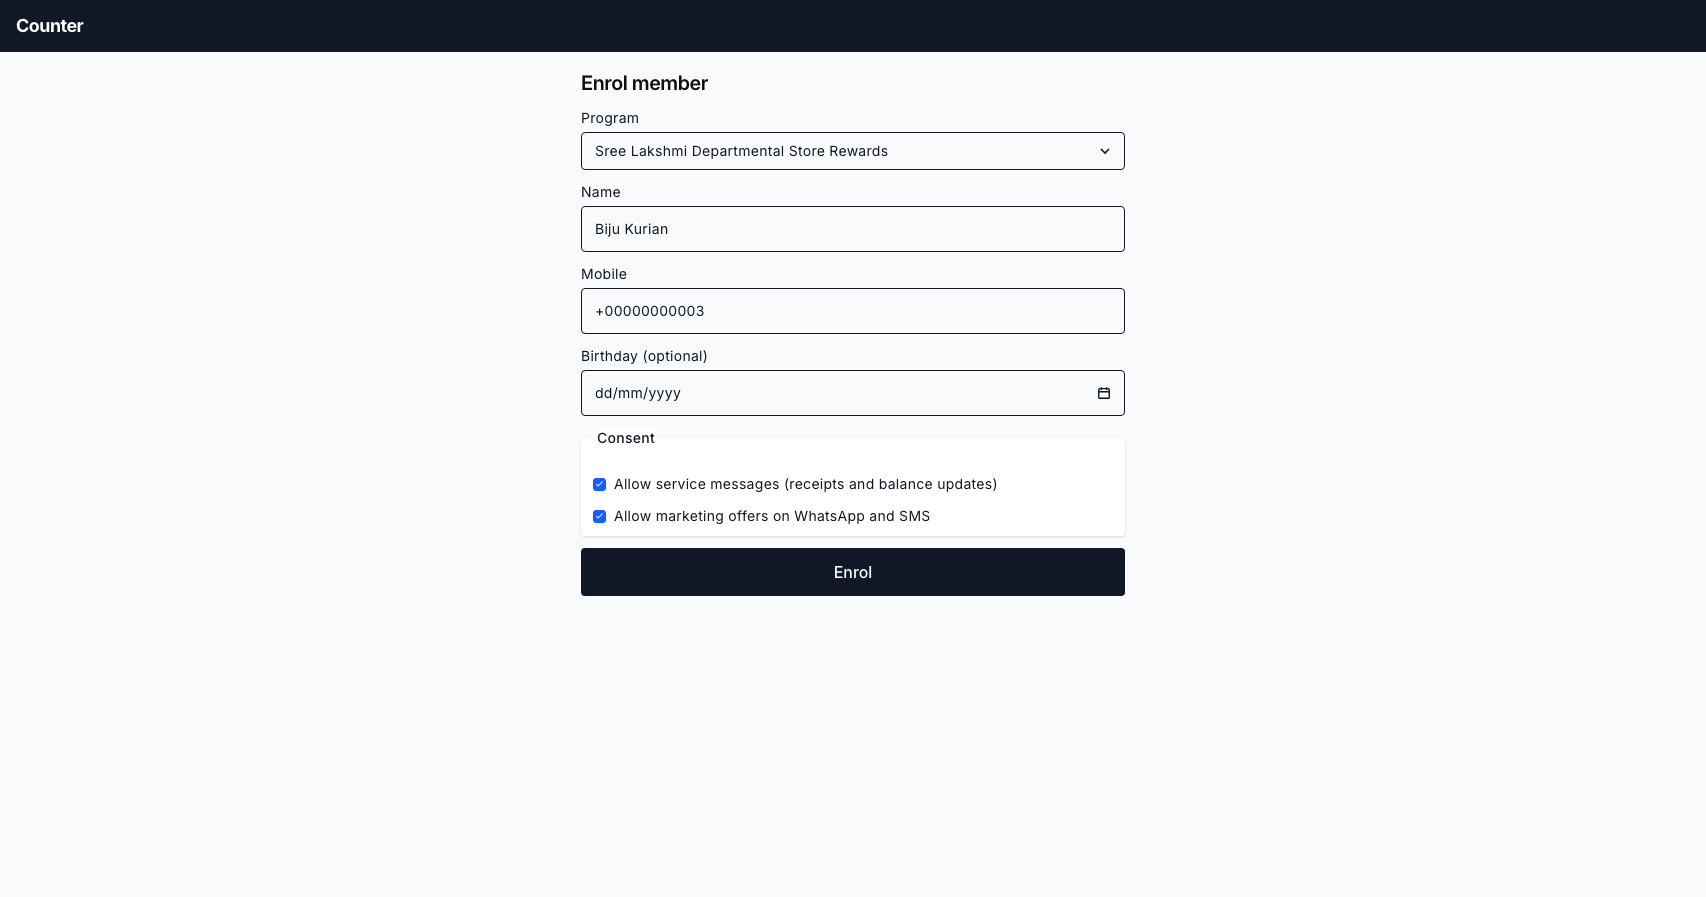 Counter
Enrol member
Program
Sree Lakshmi Departmental Store Rewards
Name
Biju Kurian
Mobile
+00000000003
Birthday (optional)
dd/mm/yyyy
Consent
Allow service messages (receipts and balance updates)
Allow marketing offers on WhatsApp and SMS
Enrol